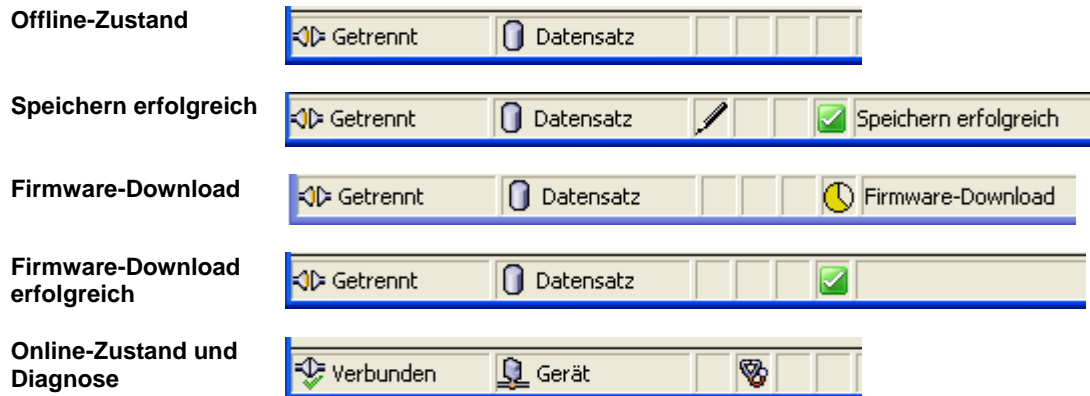 Offline-Zustand
Getrennt Datensatz
Speichern erfolgreich
Getrennt Datensatz Speichern erfolgreich
Firmware-Download
Getrennt Datensatz Firmware-Download
Firmware-Download
erfolgreich
Getrennt Datensatz
Online-Zustand und
Diagnose
Verbunden Gerät